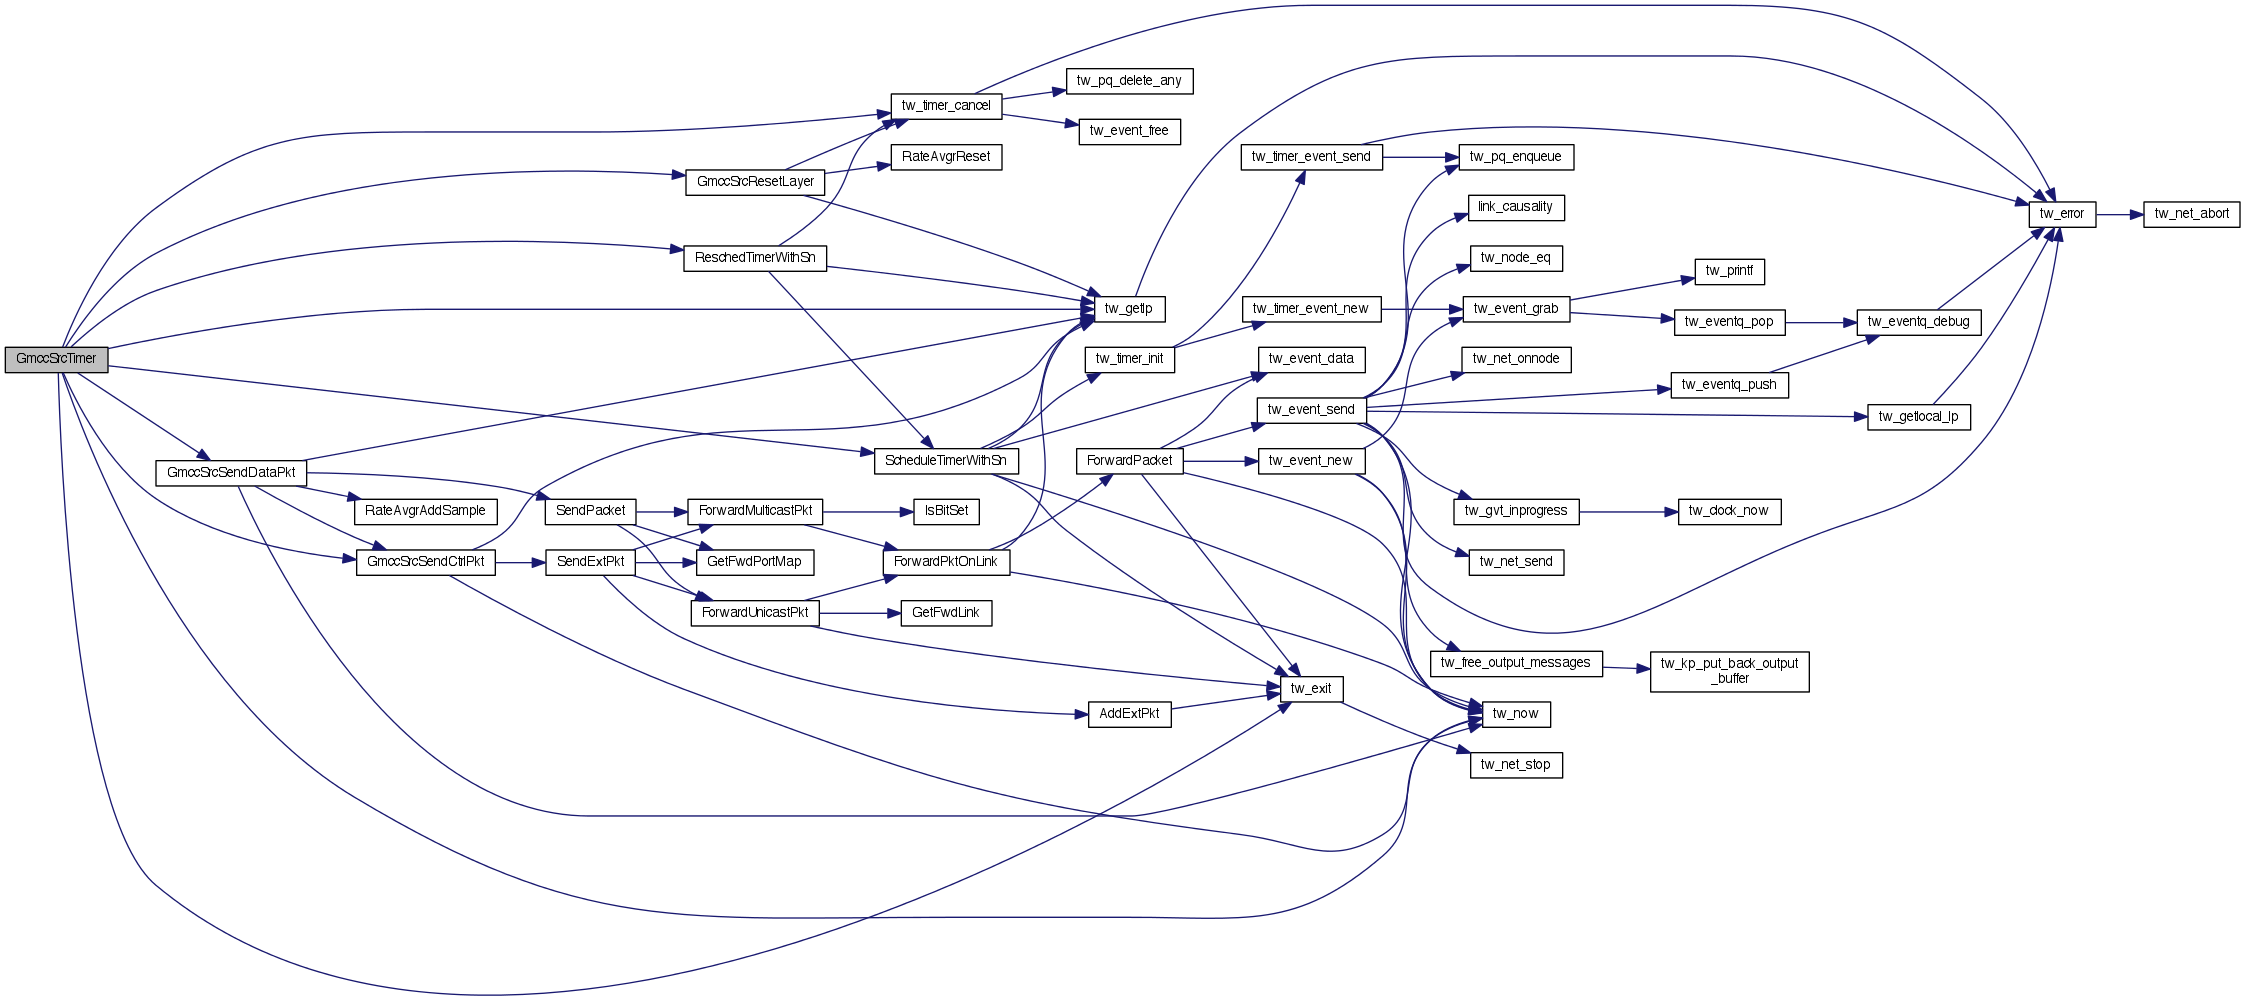 GmccSrcTimer
GmccSrcSendDataPkt
RateAvgrAddSample
GmccSrcSendCtrlPkt
SendPacket
SendExtPkt
GmccSrcResetLayer
ReschedTimerWithSn
ForwardMulticastPkt
GetFwdPortMap
ForwardUnicastPkt
tw_timer_cancel
RateAvgrReset
ScheduleTimerWithSn
IsBitSet
ForwardPktOnLink
GetFwdLink
tw_pq_delete_any
tw_event_free
tw_getlp
tw_timer_init
ForwardPacket
AddExtPkt
tw_timer_event_send
tw_timer_event_new
tw_event_data
tw_event_send
tw_event_new
tw_exit
tw_pq_enqueue
link_causality
tw_node_eq
tw_event_grab
tw_net_onnode
tw_gvt_inprogress
tw_net_send
tw_free_output_messages
tw_now
tw_net_stop
tw_printf
tw_eventq_pop
tw_eventq_push
tw_clock_now
tw_kp_put_back_output
_buffer
tw_eventq_debug
tw_getlocal_lp
tw_error
tw_net_abort